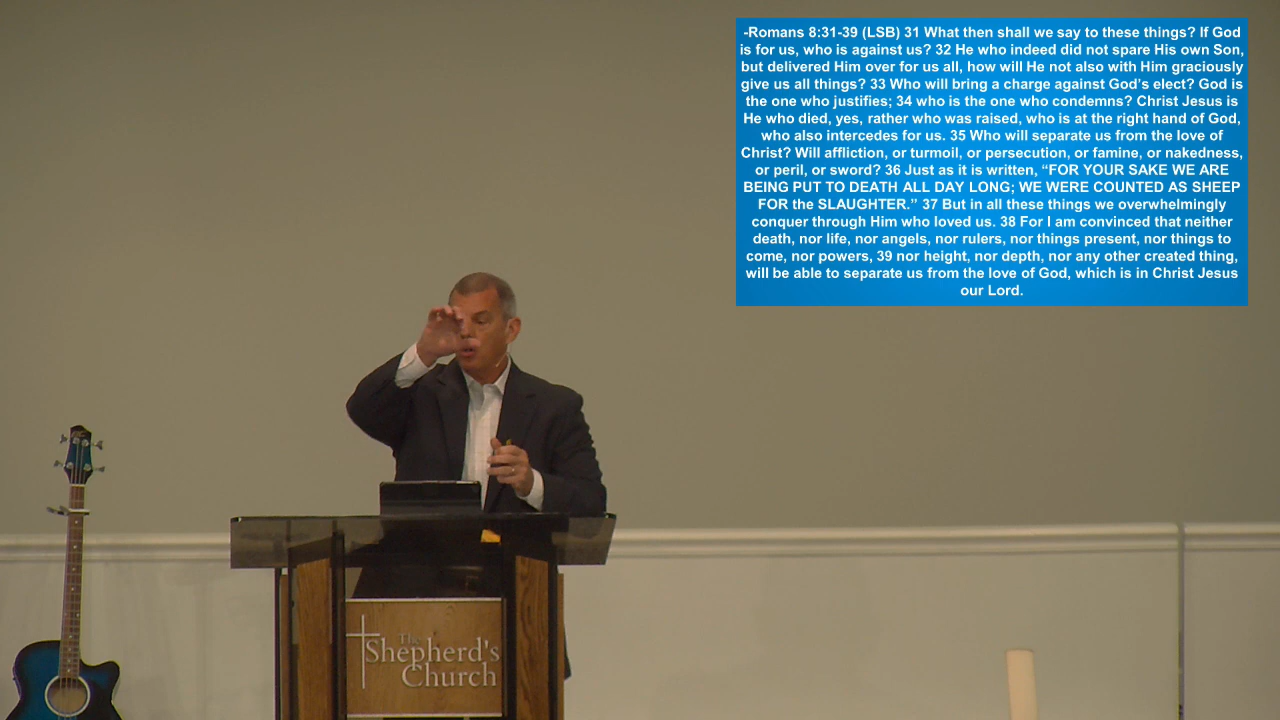 -Romans 8:31-39 (LSB) 31 What then shall we say to these things? If God
is for us, who is against us? 32 He who indeed did not spare His own Son,
but delivered Him over for us all, how will He not also with Him graciously
give us all things? 33 Who will bring a charge against God's elect? God is
the one who justifies; 34 who is the one who condemns? Christ Jesus is
He who died, yes, rather who was raised, who is at the right hand of God,
who also intercedes for us. 35 Who will separate us from the love of
Christ? Will affliction, or turmoil, or persecution, or famine, or nakedness,
or peril, or sword? 36 Just as it is written, “FOR YOUR SAKE WE ARE
BEING PUT TO DEATH ALL DAY LONG; WE WERE COUNTED AS SHEEP
FOR the SLAUGHTER.” 37 But in all these things we overwhelmingly
conquer through Him who loved us. 38 For I am convinced that neither
death, nor life, nor angels, nor rulers, nor things present, nor things to
come, nor powers, 39 nor height, nor depth, nor any other created thing,
will be able to separate us from the love of God, which is in Christ Jesus
our Lord.
The
Shepherd's
Church